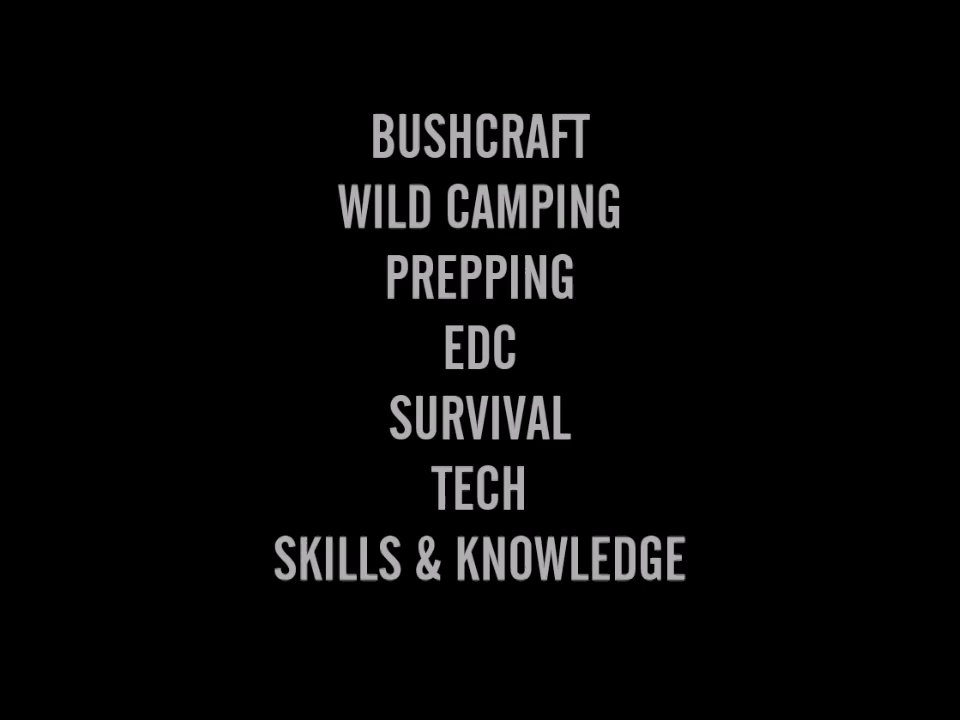 BUSHCRAFT
WILD CAMPING
PREPPING
EDC
SURVIVAL
TECH
SKILLS & KNOWLEDGE